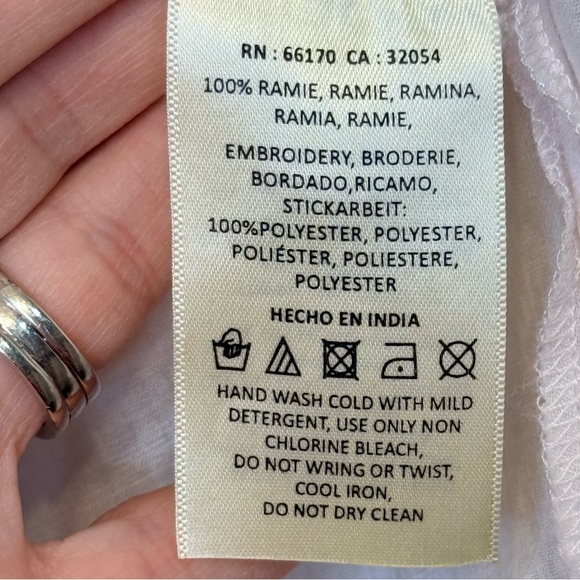 RN : 66170 CA : 32054
100% RAMIE, RAMIE, RAMINA,
RAMIA, RAMIE,
EMBROIDERY, BRODERIE,
BORDADO,RICAMO,
STICKARBEIT:
100%POLYESTER, POLYESTER,
POLIÉSTER, POLIESTERE,
POLYESTER
HECHO EN INDIA
HAND WASH COLD WITH MILD
DETERGENT, USE ONLY NON
CHLORINE BLEACH,
DO NOT WRING OR TWIST,
COOL IRON,
DO NOT DRY CLEAN